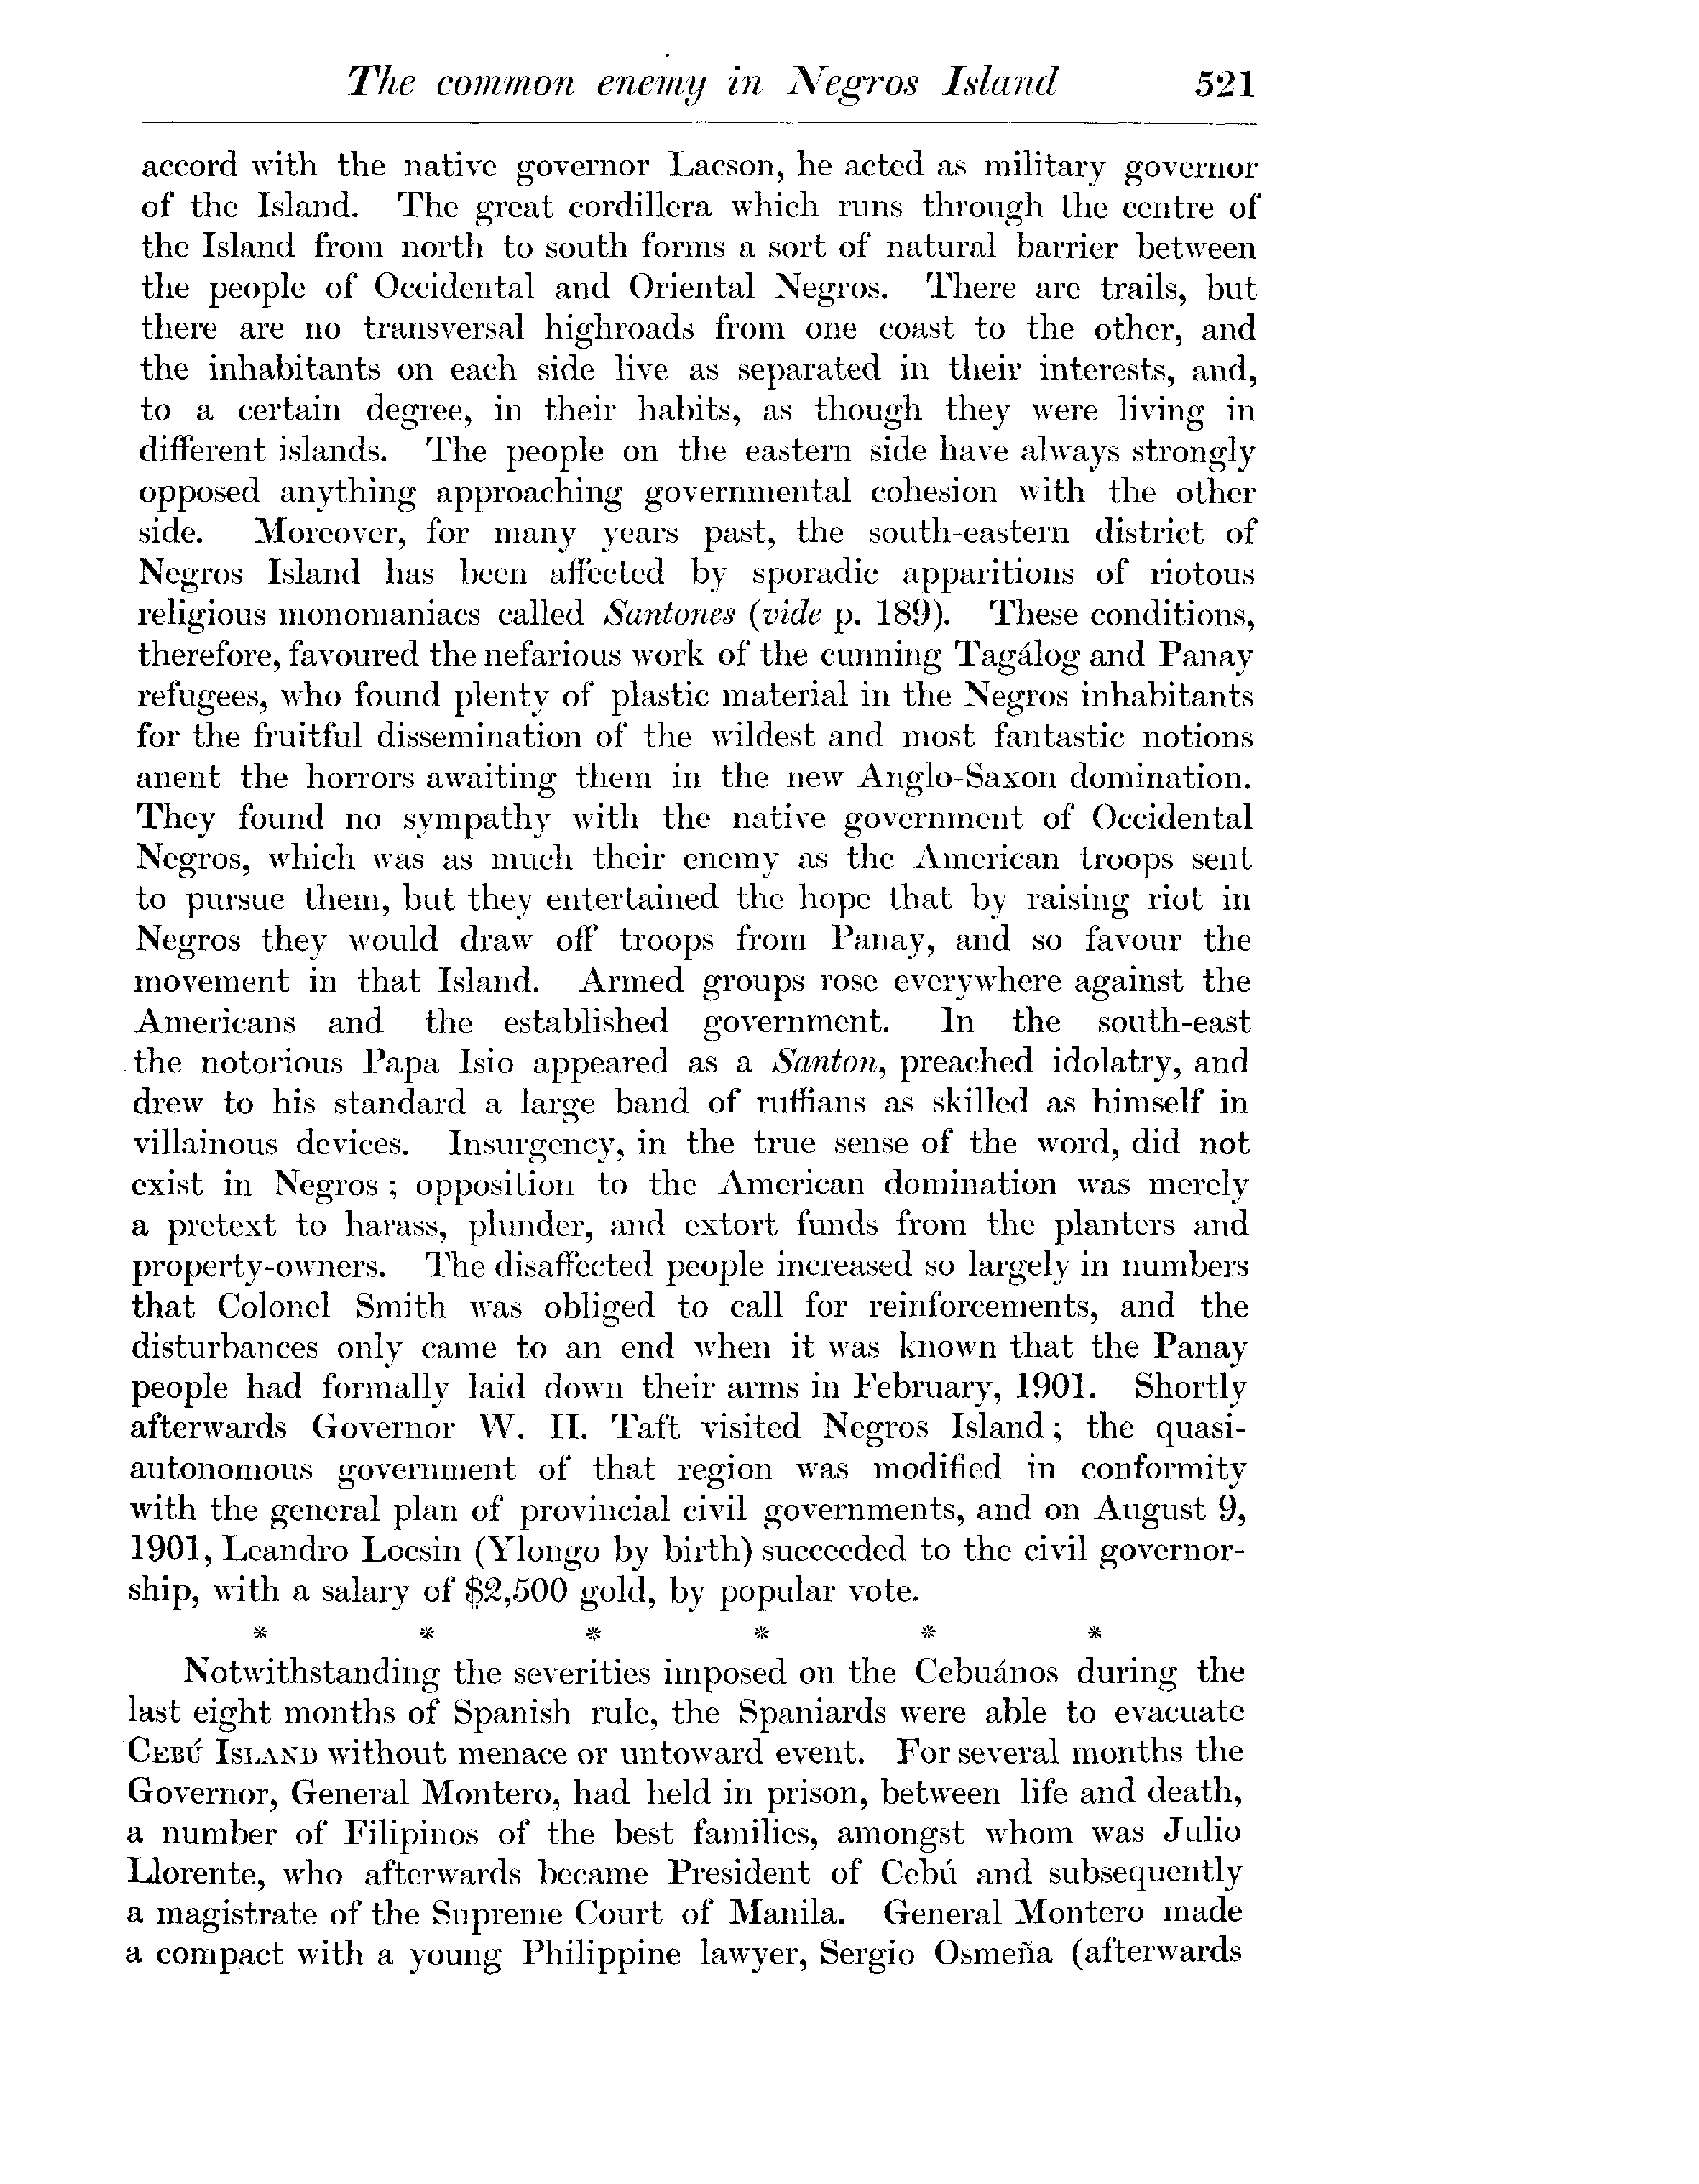 The common enemy in Negros Island 521
accord with the native governor Lacson, he acted as military governor
of the Island. The great cordillera which runs through the centre of
the Island from north to south forms a sort of natural barrier between
the people of Occidental and Oriental Negros. There are trails, but
there are no transversal highroads from one coast to the other, and
the inhabitants on each side live as separated in their interests, and,
to a certain degree, in their habits, as though they were living in
different islands. The people on the eastern side have always strongly
opposed anything approaching governmental cohesion with the other
side. Moreover, for many years past, the south-eastern district of
Negros Island has been affected by sporadic apparitions of riotous
religious monomaniacs called Santones (vide p. 189). These conditions,
therefore, favoured the nefarious work of the cunning Tagálog and Panay
refugees, who found plenty of plastic material in the Negros inhabitants
for the fruitful dissemination of the wildest and most fantastic notions
anent the horrors awaiting them in the new Anglo-Saxon domination.
They found no sympathy with the native government of Occidental
Negros, which was as much their enemy as the American troops sent
to pursue them, but they entertained the hope that by raising riot in
Negros they would draw off troops from Panay, and so favour the
movement in that Island. Armed groups rose everywhere against the
Americans and the established government. In the south-east
the notorious Papa Isio appeared as a Santon, preached idolatry, and
drew to his standard a large band of ruffians as skilled as himself in
villainous devices. Insurgency, in the true sense of the word, did not
exist in Negros ; opposition to the American domination was merely
a pretext to harass, plunder, and extort funds from the planters and
property-owners. The disaffected people increased so largely in numbers
that Colonel Smith was obliged to call for reinforcements, and the
disturbances only came to an end when it was known that the Panay
people had formally laid down their arms in February, 1901. Shortly
afterwards Governor W. H. Taft visited Negros Island ; the quasi-
autonomous government of that region was modified in conformity
with the general plan of provincial civil governments, and on August 9,
1901, Leandro Locsin (Ylongo by birth) succeeded to the civil governor-
ship, with a salary of $2,500 gold, by popular vote.
* * * * * *
Notwithstanding the severities imposed on the Cebuános during the
last eight months of Spanish rule, the Spaniards were able to evacuate
CEBÚ ISLAND without menace or untoward event. For several months the
Governor, General Montero, had held in prison, between life and death,
a number of Filipinos of the best families, amongst whom was Julio
Llorente, who afterwards became President of Cebú and subsequently
a magistrate of the Supreme Court of Manila. General Montero made
a compact with a young Philippine lawyer, Sergio Osmeña (afterwards